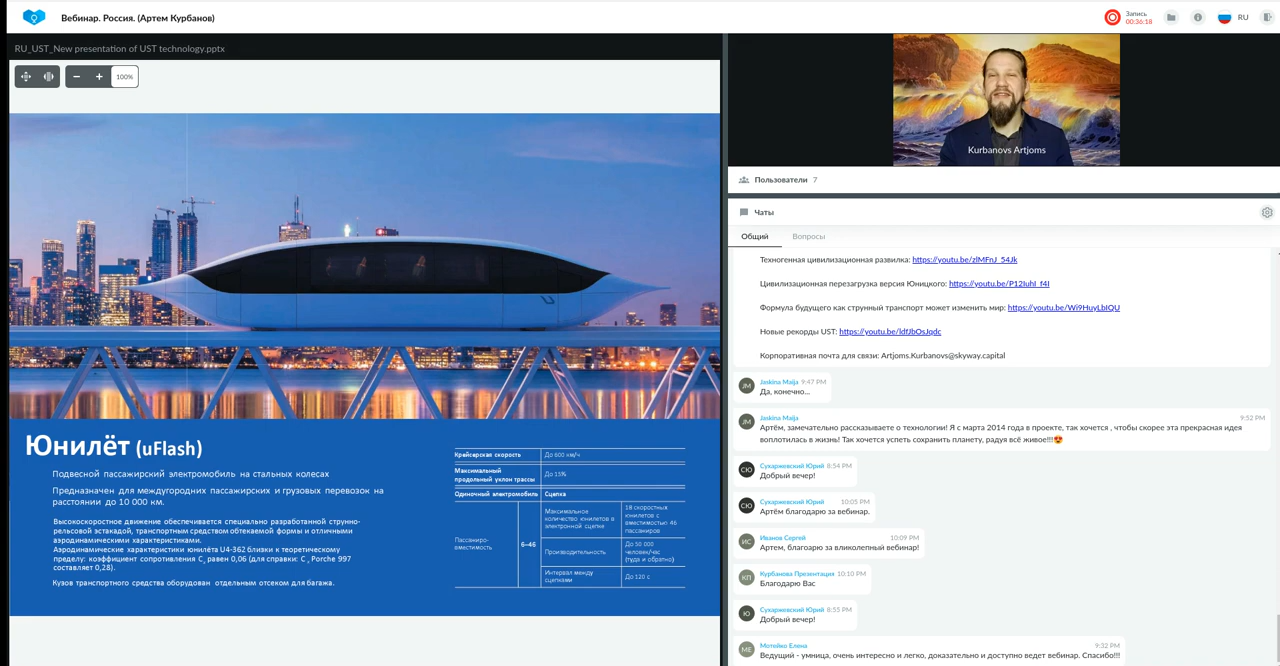 Вебинар. Россия. (Артем Курбанов)
Запись
00:36:18
RU
RU_UST_New presentation of UST technology.pptx
100%
Юнилёт (uFlash)
Подвесной пассажирский электромобиль на стальных колесах
Предназначен для междугородних пассажирских и грузовых перевозок на
расстоянии до 10 000 км.
Высокоскоростное движение обеспечивается специально разработанной струнно-
рельсовой эстакадой, транспортным средством обтекаемой формы и отличными
аэродинамическими характеристиками.
Аэродинамические характеристики юнилёта U4-362 близки к теоретическому
пределу: коэффициент сопротивления Cx равен 0,06 (для справки: Cx Porche 997
составляет 0,28).
Кузов транспортного средства оборудован отдельным отсеком для багажа.
Крейсерская скорость До 600 км/ч
Максимальный
продольный уклон трассы До 15%
Одиночный электромобиль Сцепка
Пассажиро-
вместимость
6–46
Максимальное
количество юнилетов в
электронной сцепке
18 скоростных
юнилетов с
вместимостью 46
пассажиров
Производительность
До 50 000
человек/час
(туда и обратно)
Интервал между
сцепками
До 120 с
Kurbanovs Artjoms
Пользователи 7
Чаты
Общий Вопросы
Техногенная цивилизационная развилка: https://youtu.be/zlMFnJ_54Jk
Цивилизационная перезагрузка версия Юницкого: https://youtu.be/P12IuhI_f4I
Формула будущего как струнный транспорт может изменить мир: https://youtu.be/Wi9HuyLbIQU
Новые рекорды UST: https://youtu.be/ldfJbOsJqdc
Корпоративная почта для связи: Artjoms.Kurbanovs@skyway.capital
JM
Jaskina Maija 9:47 PM
Да, конечно...
JM
Jaskina Maija 9:52 PM
Артём, замечательно рассказываете о технологии! Я с марта 2014 года в проекте, так хочется , чтобы скорее эта прекрасная идея
воплотилась в жизнь! Так хочется успеть сохранить планету, радуя всё живое!!!😍
СЮ
Сухаржевский Юрий 8:54 PM
Добрый вечер!
СЮ
Сухаржевский Юрий 10:05 PM
Артём благодарю за вебинар.
ИС
Иванов Сергей 10:09 PM
Артем, благоарю за вликолепный вебинар!
КП
Курбанова Презентация 10:10 PM
Благодарю Вас
Ю
Сухаржевский Юрий 8:55 PM
Добрый вечер!
МЕ
Мотейко Елена 9:32 PM
Ведущий - умница, очень интересно и легко, доказательно и доступно ведет вебинар. Спасибо!!!